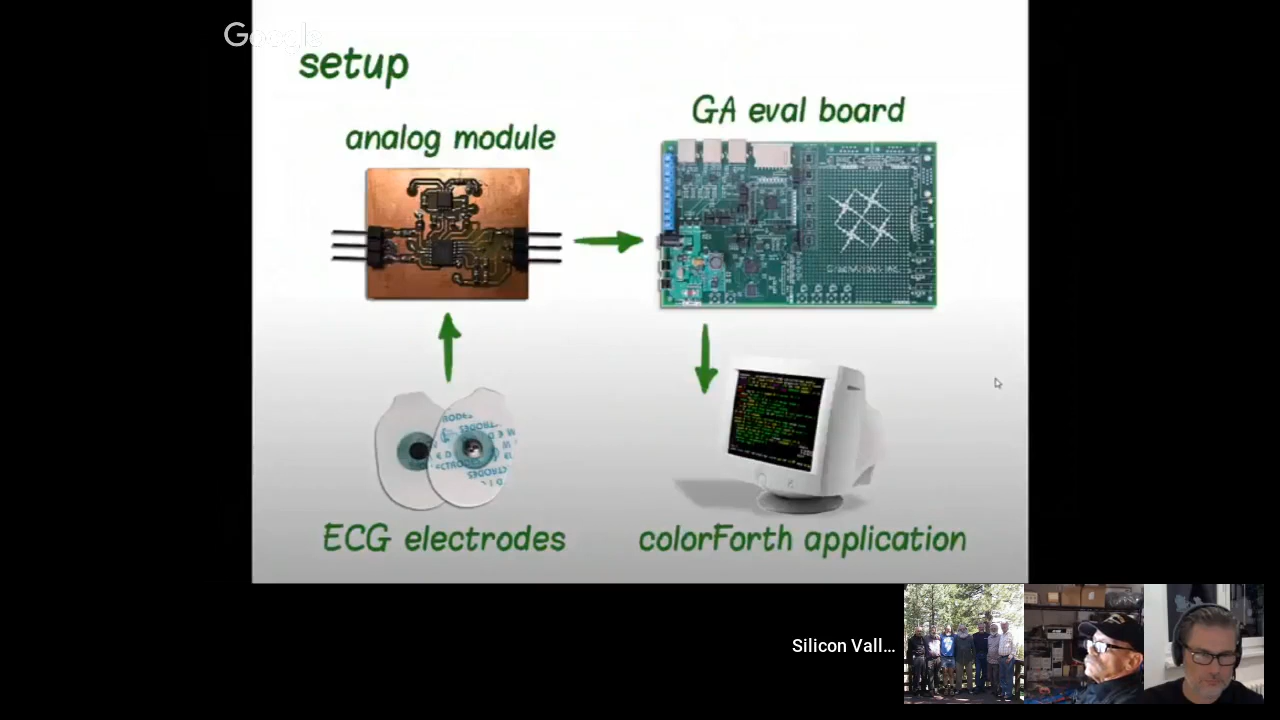 Google
setup
analog module
GA eval board
ECG electrodes
colorForth application
Silicon Vall...